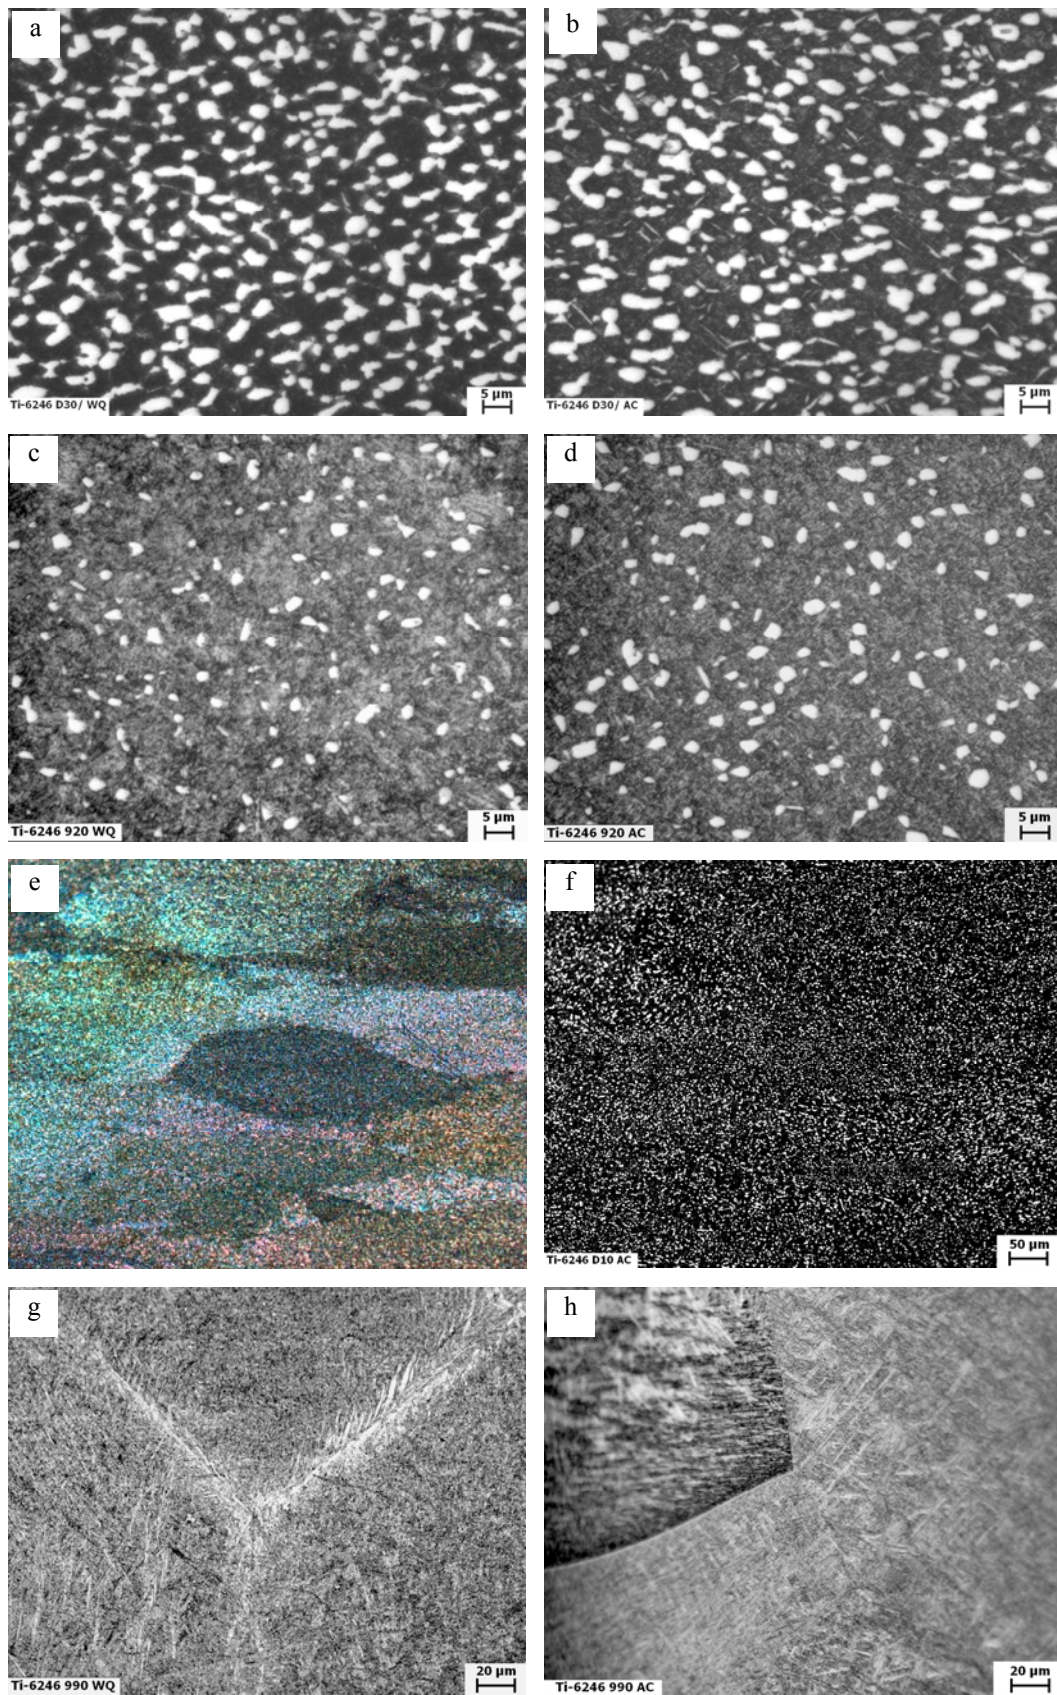 a
b
5 µm
Ti-6246 D30/ WQ
5 µm
Ti-6246 D30/ AC
c
d
5 µm
Ti-6246 920 WQ
5 µm
Ti-6246 920 AC
e
f
50 µm
Ti-6246 D10 AC
g
h
20 µm
Ti-6246 990 WQ
20 µm
Ti-6246 990 AC